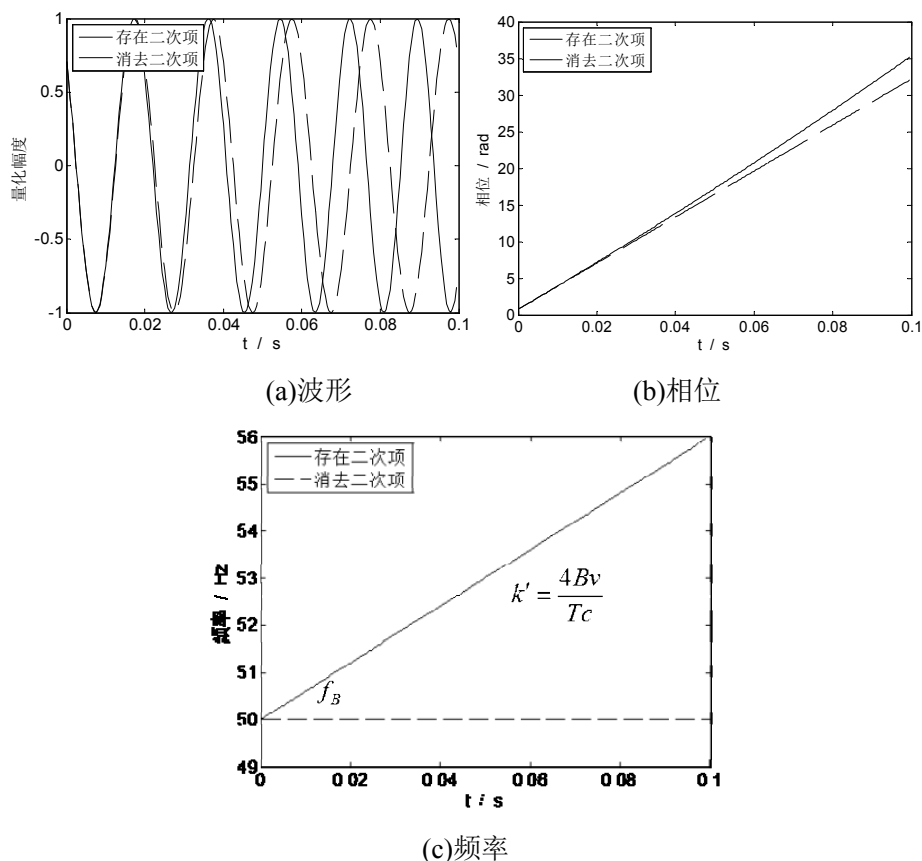 存在二次项
消去二次项
1
0.5
0
-0.5
-1
量化幅度
0 0.02 0.04 0.06 0.08 0.1
t / s
(a)波形
存在二次项
消去二次项
40
35
30
25
20
15
10
5
0
相位 / rad
0 0.02 0.04 0.06 0.08 0.1
t / s
(b)相位
存在二次项
消去二次项
56
55
54
53
52
51
50
49
频率 / Hz
k′ = 4Bv / Tc
f_B
0 0.02 0.04 0.06 0.08 0.1
t / s
(c)频率